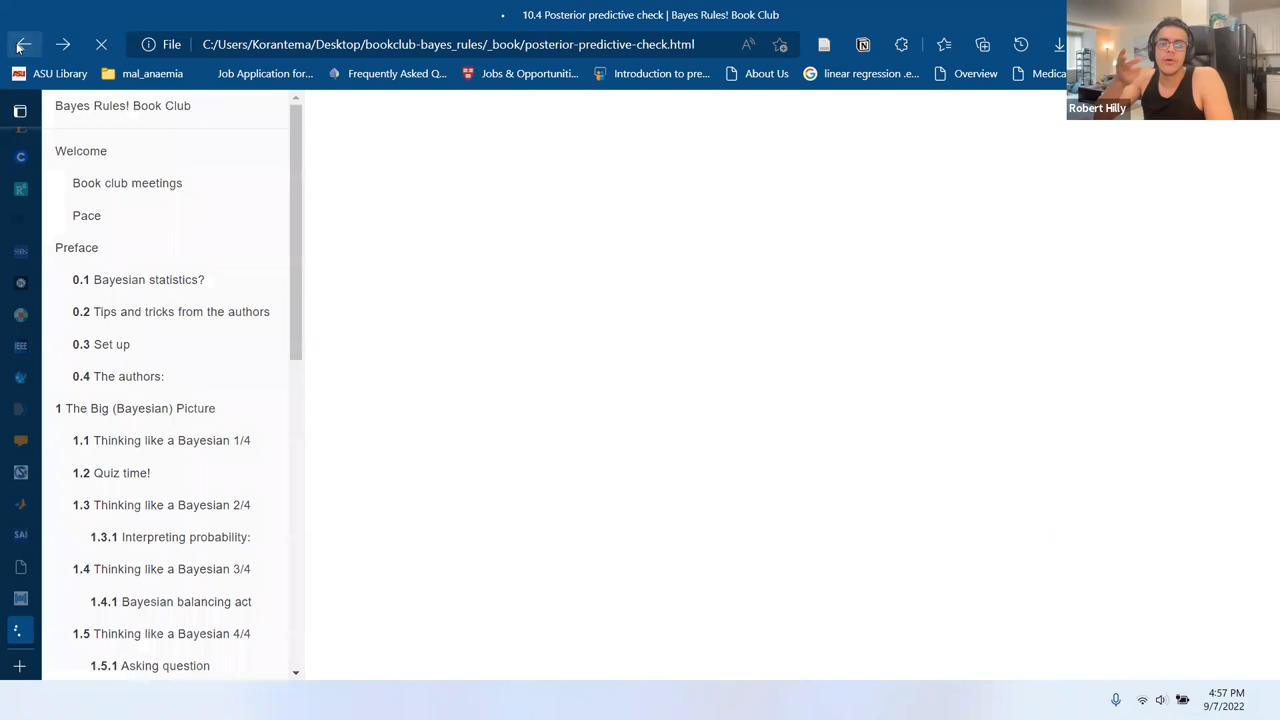 10.4 Posterior predictive check | Bayes Rules! Book Club
File C:/Users/Korantema/Desktop/bookclub-bayes_rules/_book/posterior-predictive-check.html
ASU Library mal_anaemia Job Application for... Frequently Asked Q... Jobs & Opportuniti... Introduction to pre... About Us linear regression .e... Overview Medica
Robert Hilly
Bayes Rules! Book Club
Welcome
Book club meetings
Pace
Preface
0.1 Bayesian statistics?
0.2 Tips and tricks from the authors
0.3 Set up
0.4 The authors:
1 The Big (Bayesian) Picture
1.1 Thinking like a Bayesian 1/4
1.2 Quiz time!
1.3 Thinking like a Bayesian 2/4
1.3.1 Interpreting probability:
1.4 Thinking like a Bayesian 3/4
1.4.1 Bayesian balancing act
1.5 Thinking like a Bayesian 4/4
1.5.1 Asking question
SAI
4:57 PM
9/7/2022